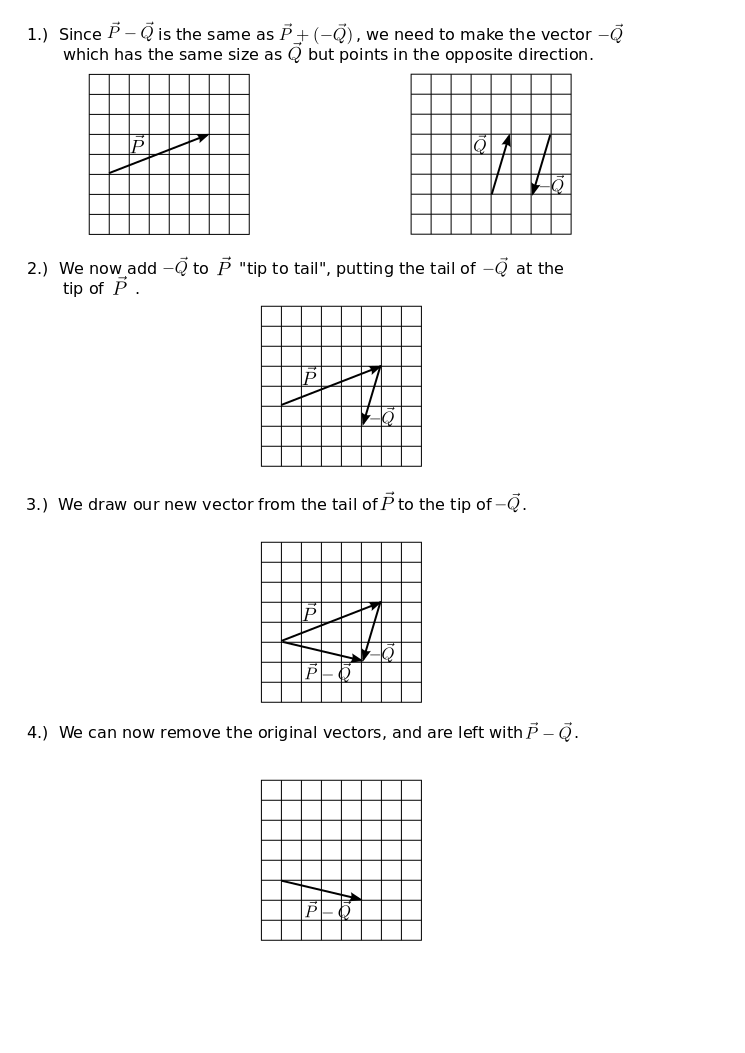 1.) Since $\vec{P} - \vec{Q}$ is the same as $\vec{P} + (-\vec{Q})$, we need to make the vector $-\vec{Q}$
which has the same size as $\vec{Q}$ but points in the opposite direction.
$\vec{P}$
$\vec{Q}$
$-\vec{Q}$
2.) We now add $-\vec{Q}$ to $\vec{P}$ "tip to tail", putting the tail of $-\vec{Q}$ at the
tip of $\vec{P}$ .
$\vec{P}$
$-\vec{Q}$
3.) We draw our new vector from the tail of $\vec{P}$ to the tip of $-\vec{Q}$.
$\vec{P}$
$-\vec{Q}$
$\vec{P} - \vec{Q}$
4.) We can now remove the original vectors, and are left with $\vec{P} - \vec{Q}$.
$\vec{P} - \vec{Q}$